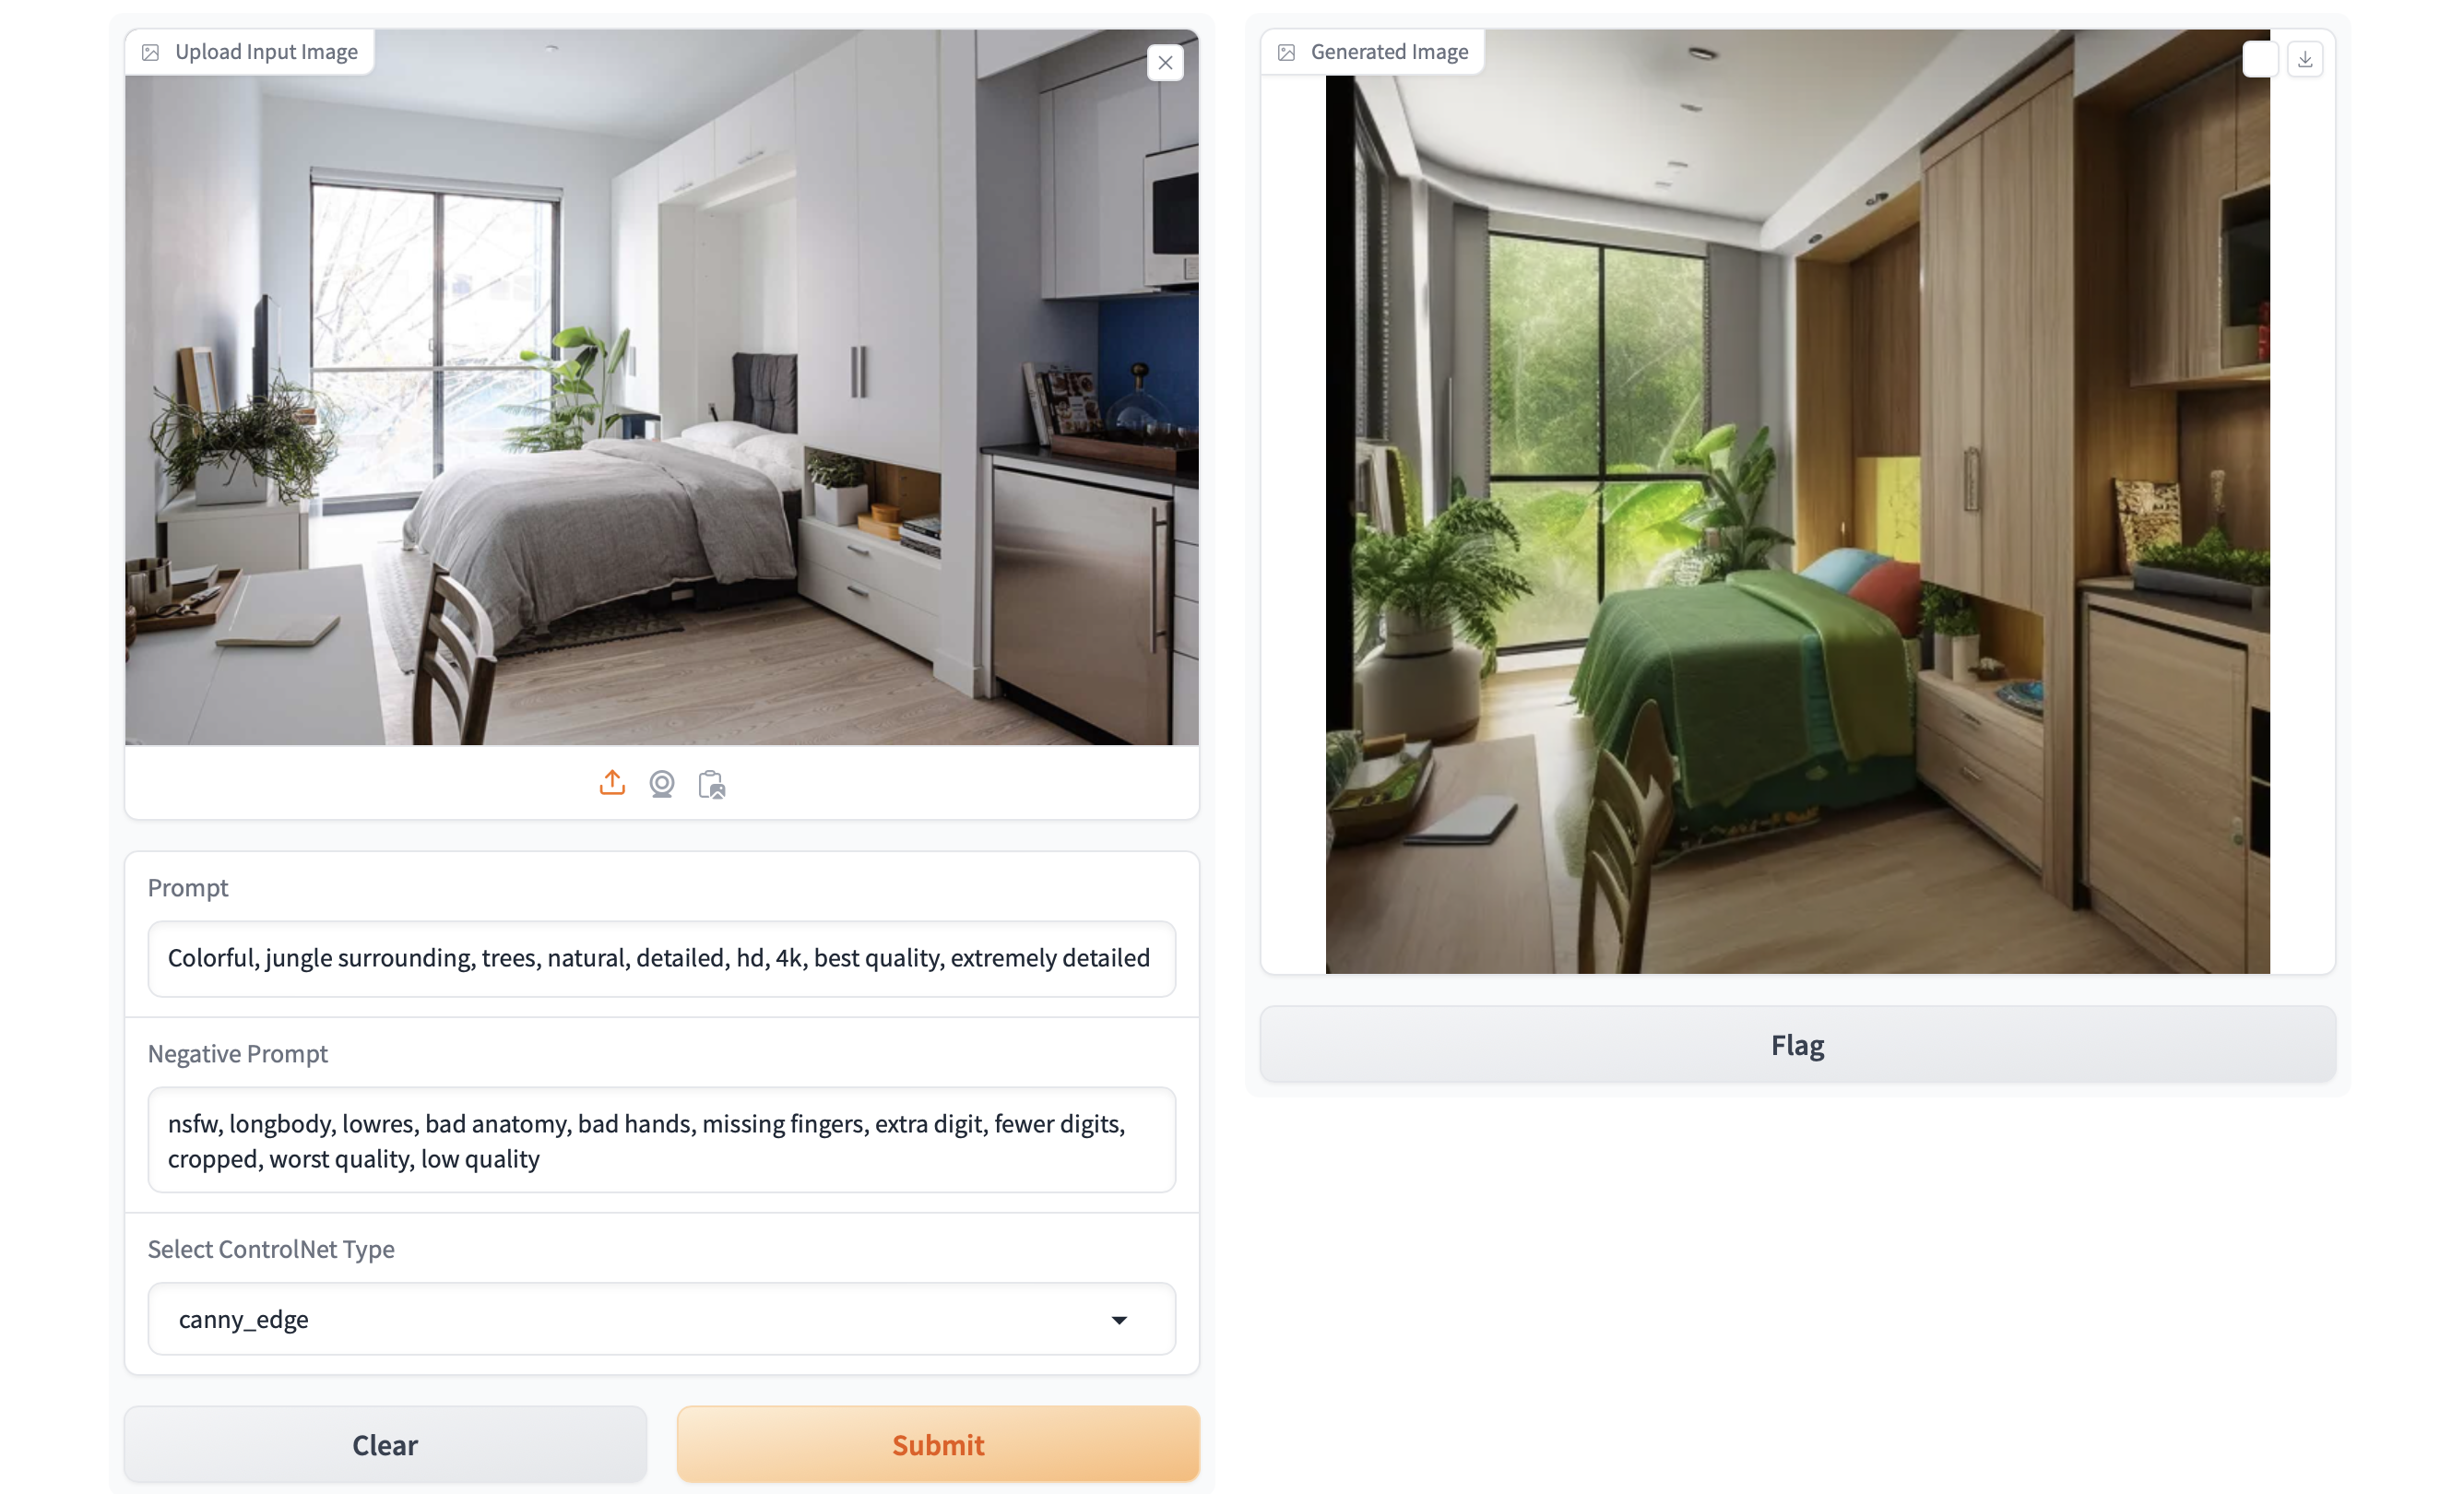 Upload Input Image
Prompt
Colorful, jungle surrounding, trees, natural, detailed, hd, 4k, best quality, extremely detailed
Negative Prompt
nsfw, longbody, lowres, bad anatomy, bad hands, missing fingers, extra digit, fewer digits,
cropped, worst quality, low quality
Select ControlNet Type
canny_edge
Clear
Submit
Generated Image
Flag